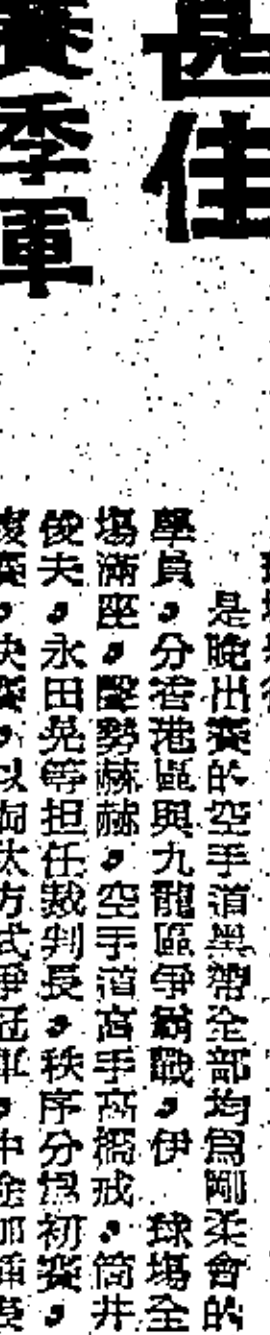 甚佳
賽季軍
是晚出賽的空手道黑帶全部均為剛柔會的
學員，分香港區與九龍區爭霸戰，伊　球場全
場滿座，聲勢赫赫，空手道高手高橋戒，筒井
俊夫，永田晃等担任裁判長，秩序分為初賽，
複賽，決賽，以淘汰方式爭冠軍，中途加插表